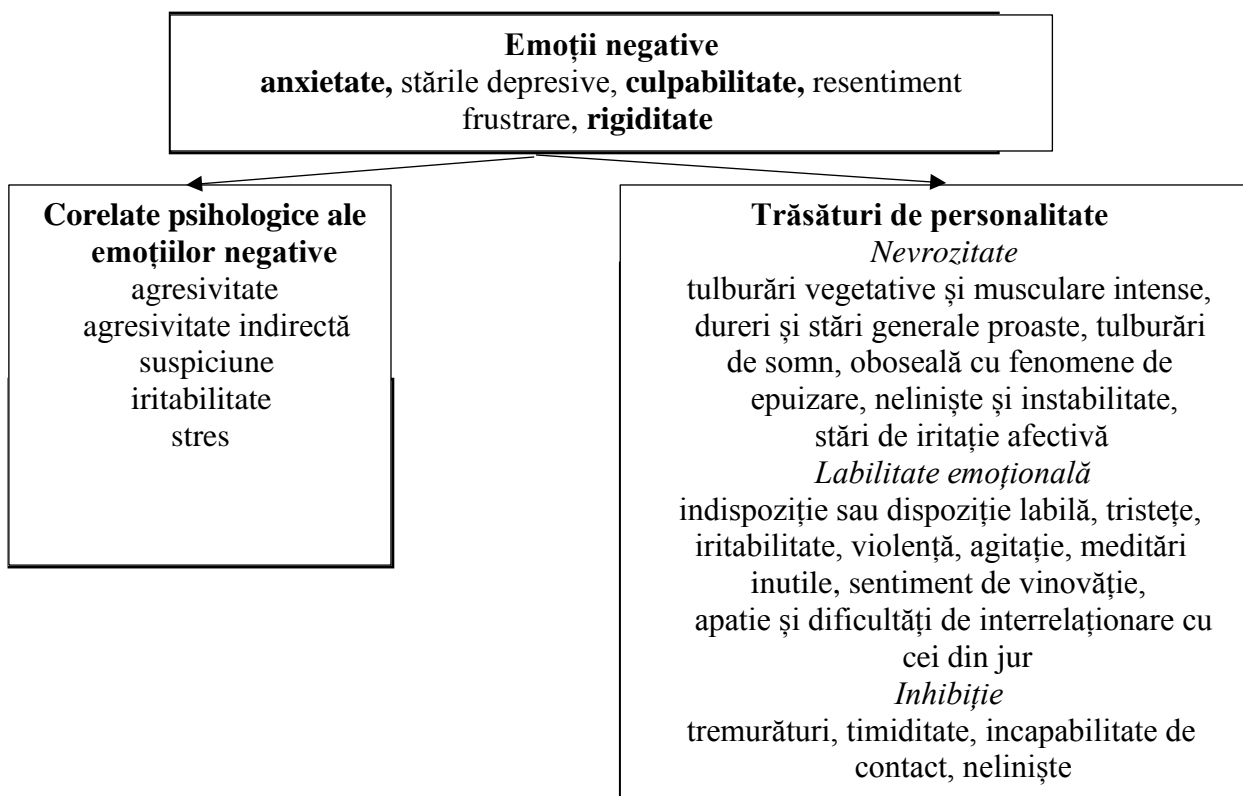 Emoții negative
anxietate, stările depresive, culpabilitate, resentiment
frustrare, rigiditate
Corelate psihologice ale
emoțiilor negative
agresivitate
agresivitate indirectă
suspiciune
iritabilitate
stres
Trăsături de personalitate
Nevrozitate
tulburări vegetative și musculare intense,
dureri și stări generale proaste, tulburări
de somn, oboseală cu fenomene de
epuizare, neliniște și instabilitate,
stări de iritație afectivă
Labilitate emoțională
indispoziție sau dispoziție labilă, tristețe,
iritabilitate, violență, agitație, meditări
inutile, sentiment de vinovăție,
apatie și dificultăți de interrelaționare cu
cei din jur
Inhibiție
tremurături, timiditate, incapabilitate de
contact, neliniște